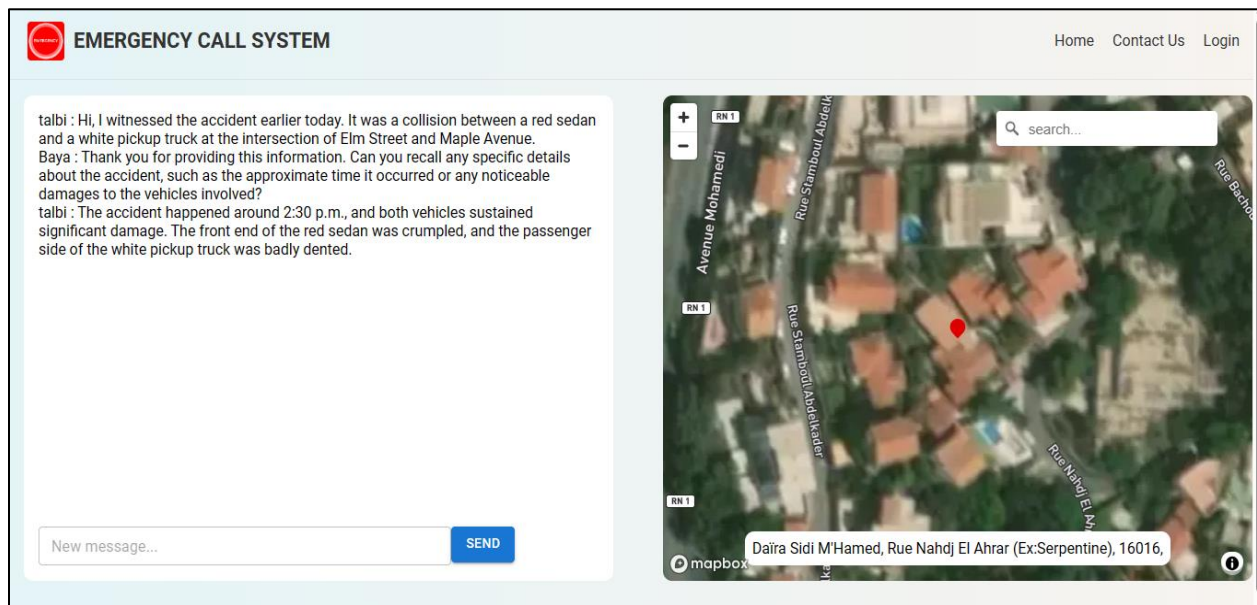 EMERGENCY
EMERGENCY CALL SYSTEM
Home Contact Us Login
talbi : Hi, I witnessed the accident earlier today. It was a collision between a red sedan
and a white pickup truck at the intersection of Elm Street and Maple Avenue.
Baya : Thank you for providing this information. Can you recall any specific details
about the accident, such as the approximate time it occurred or any noticeable
damages to the vehicles involved?
talbi : The accident happened around 2:30 p.m., and both vehicles sustained
significant damage. The front end of the red sedan was crumpled, and the passenger
side of the white pickup truck was badly dented.
New message...
SEND
+
−
RN 1
search...
Avenue Mohamedi
Rue Stamboul Abdelk
Rue Bacho
RN 1
Rue Stamboul Abdelkader
Rue Nahdj El Ah
RN 1
Daïra Sidi M'Hamed, Rue Nahdj El Ahrar (Ex:Serpentine), 16016,
mapbox